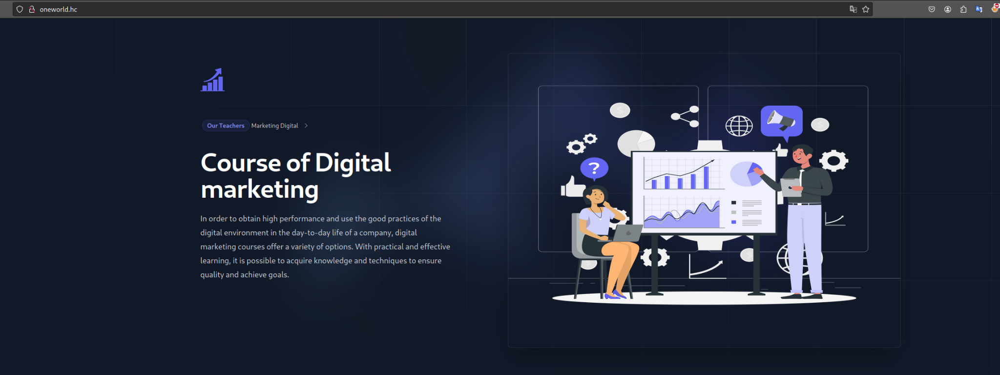 oneworld.hc
Our Teachers Marketing Digital
Course of Digital
marketing
In order to obtain high performance and use the good practices of the
digital environment in the day-to-day life of a company, digital
marketing courses offer a variety of options. With practical and effective
learning, it is possible to acquire knowledge and techniques to ensure
quality and achieve goals.
$
$
?
$
$